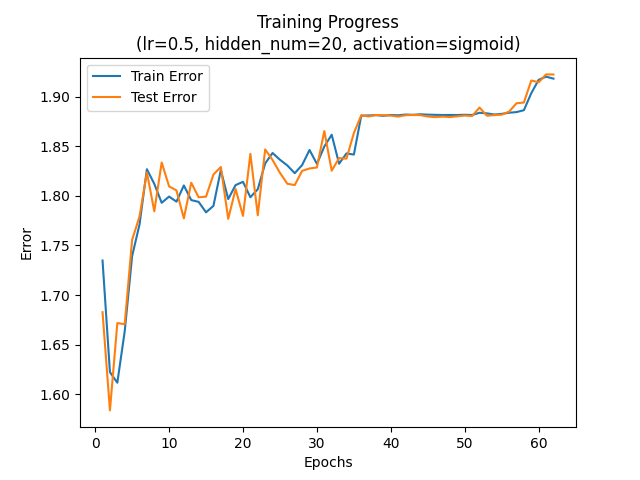 Training Progress
(lr=0.5, hidden_num=20, activation=sigmoid)
Train Error
Test Error
1.90
1.85
1.80
1.75
1.70
1.65
1.60
Error
0 10 20 30 40 50 60
Epochs